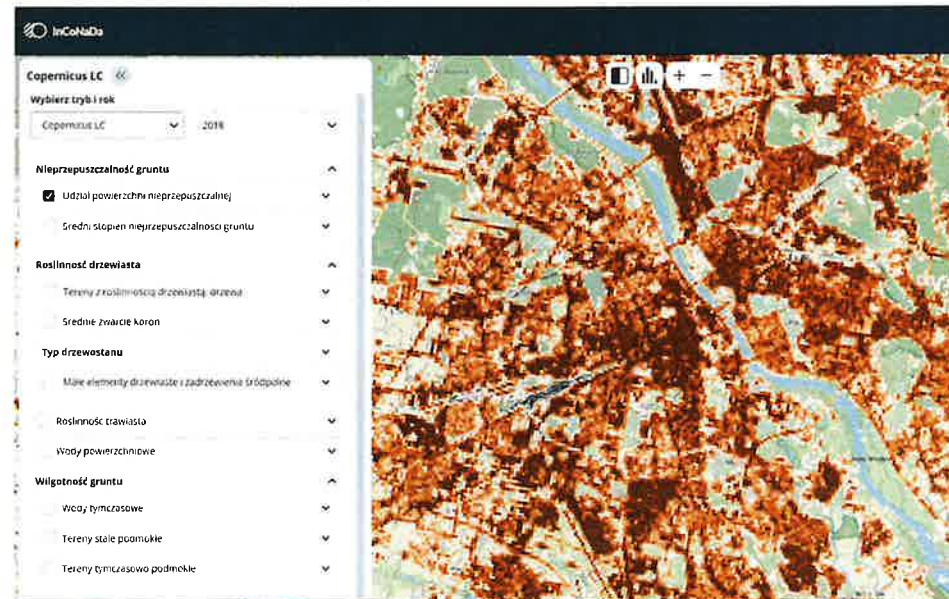 InCoNaDa
Copernicus LC
Wybierz tryb i rok
Copernicus LC 2018
Nieprzepuszczalność gruntu
Udział powierzchni nieprzepuszczalnej
Średni stopień nieprzepuszczalności gruntu
Roślinność drzewiasta
Tereny z roślinnością drzewiastą, drzewa
Średnie zwarcie koron
Typ drzewostanu
Małe elementy drzewiaste i zadrzewienia śródpolne
Roślinność trawiasta
Wody powierzchniowe
Wilgotność gruntu
Wody tymczasowe
Tereny stale podmokłe
Tereny tymczasowo podmokłe